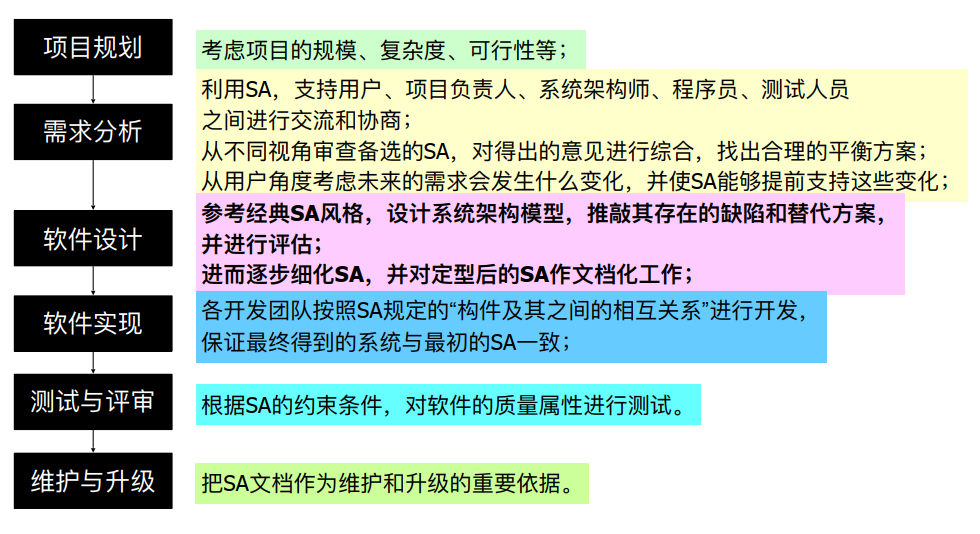 项目规划
考虑项目的规模、复杂度、可行性等；
需求分析
利用SA，支持用户、项目负责人、系统架构师、程序员、测试人员
之间进行交流和协商；
从不同视角审查备选的SA，对得出的意见进行综合，找出合理的平衡方案；
从用户角度考虑未来的需求会发生什么变化，并使SA能够提前支持这些变化；
软件设计
参考经典SA风格，设计系统架构模型，推敲其存在的缺陷和替代方案，
并进行评估；
进而逐步细化SA，并对定型后的SA作文档化工作；
软件实现
各开发团队按照SA规定的“构件及其之间的相互关系”进行开发，
保证最终得到的系统与最初的SA一致；
测试与评审
根据SA的约束条件，对软件的质量属性进行测试。
维护与升级
把SA文档作为维护和升级的重要依据。